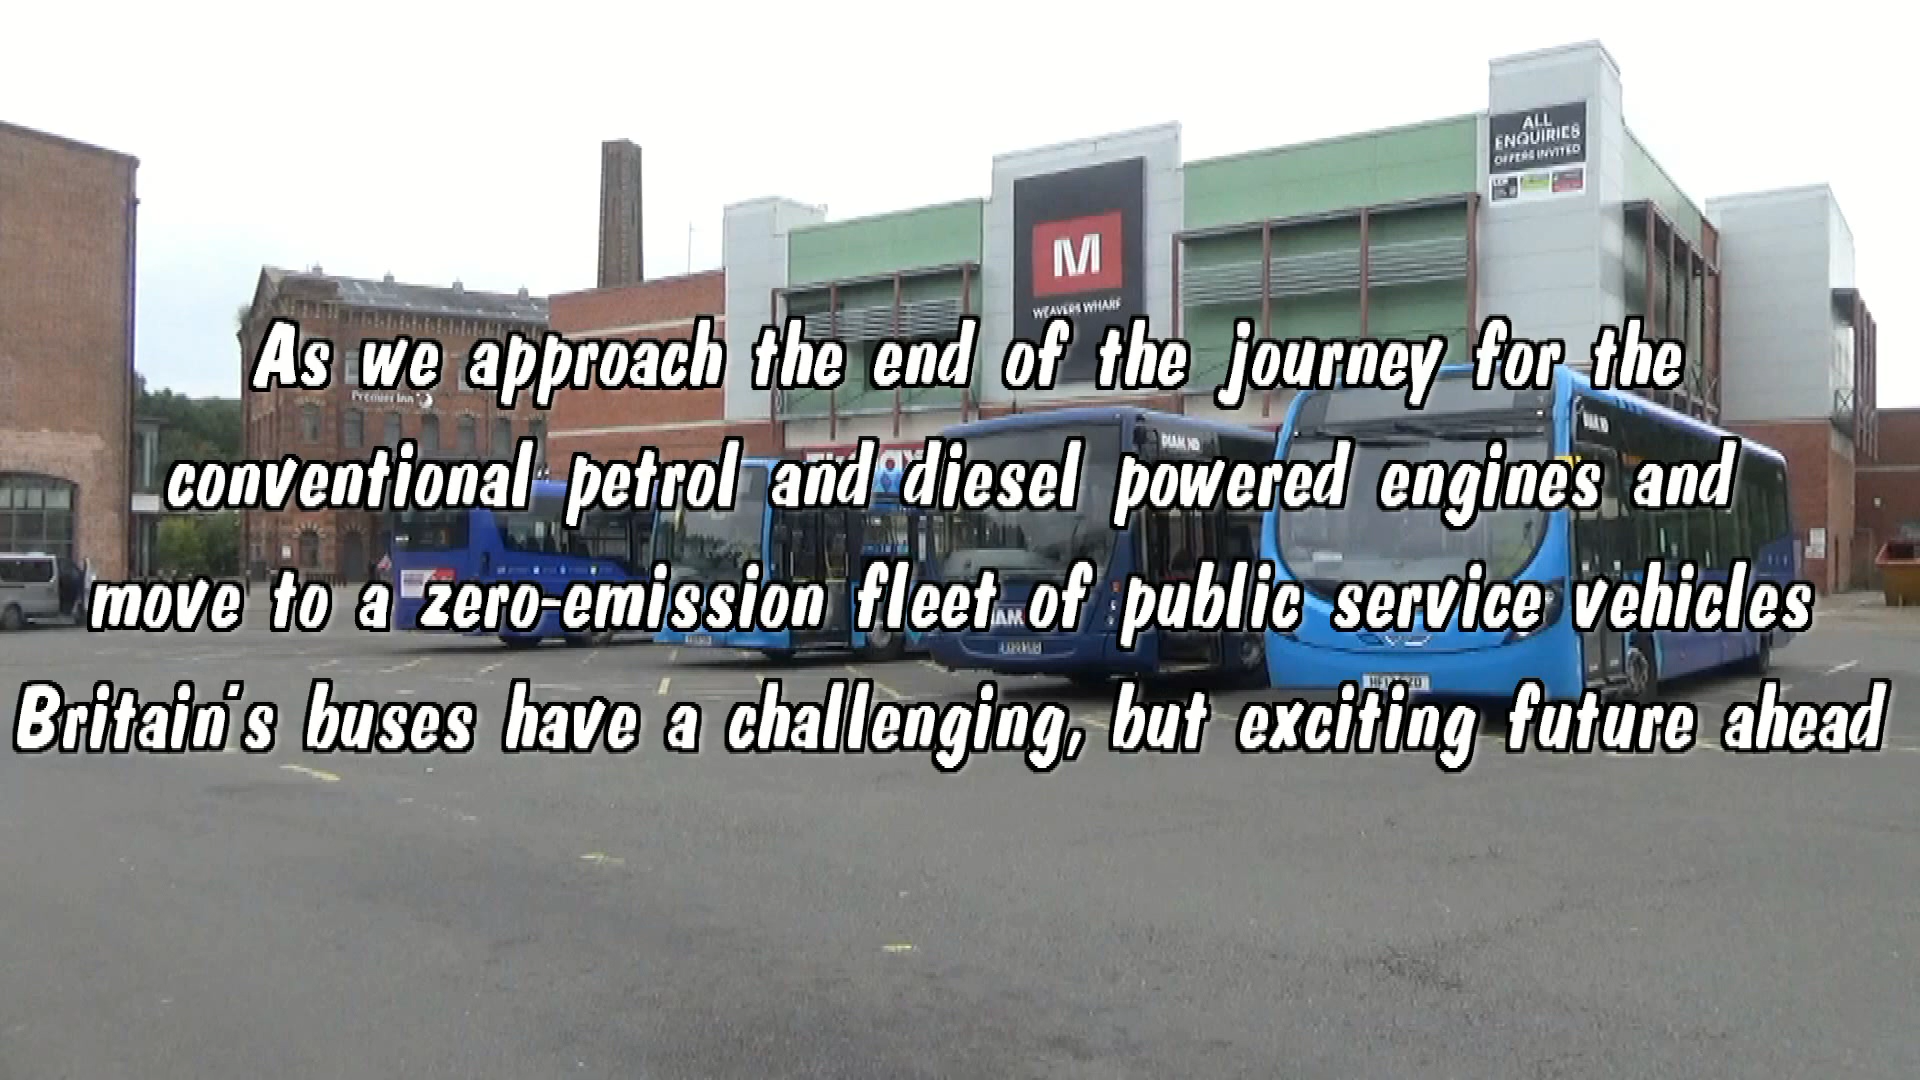 ALL
ENQUIRIES
OFFERS INVITED
M
WEAVERS WHARF
As we approach the end of the journey for the
Premier Inn
conventional petrol and diesel powered engines and
DIAMOND
move to a zero-emission fleet of public service vehicles
Britain's buses have a challenging, but exciting future ahead